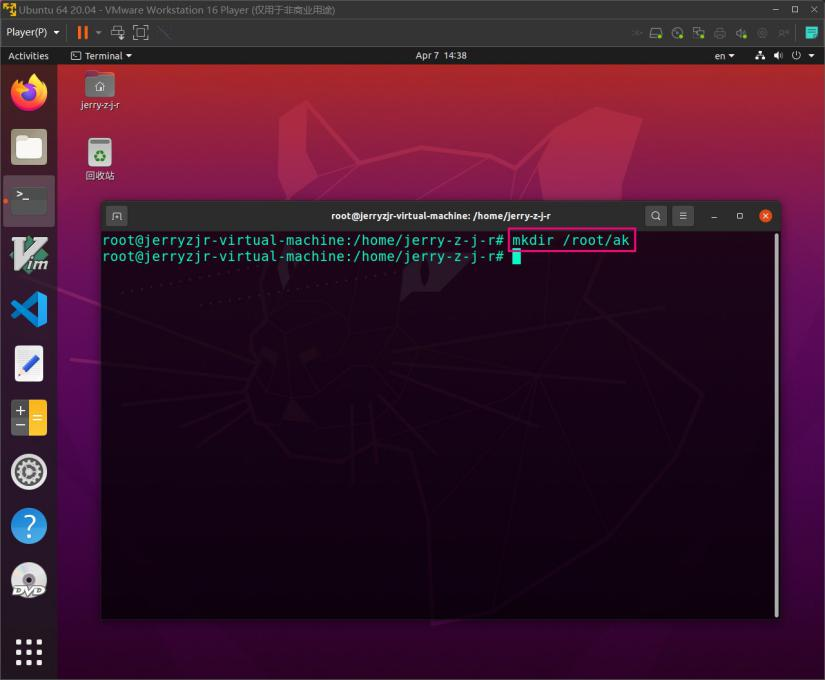 Ubuntu 64 20.04 - VMware Workstation 16 Player (仅用于非商业用途)
Player(P)
Activities
Terminal
Apr 7 14:38
en
jerry-z-j-r
回收站
root@jerryzjr-virtual-machine: /home/jerry-z-j-r
root@jerryzjr-virtual-machine:/home/jerry-z-j-r# mkdir /root/ak
root@jerryzjr-virtual-machine:/home/jerry-z-j-r#
>_
Vim
DVD